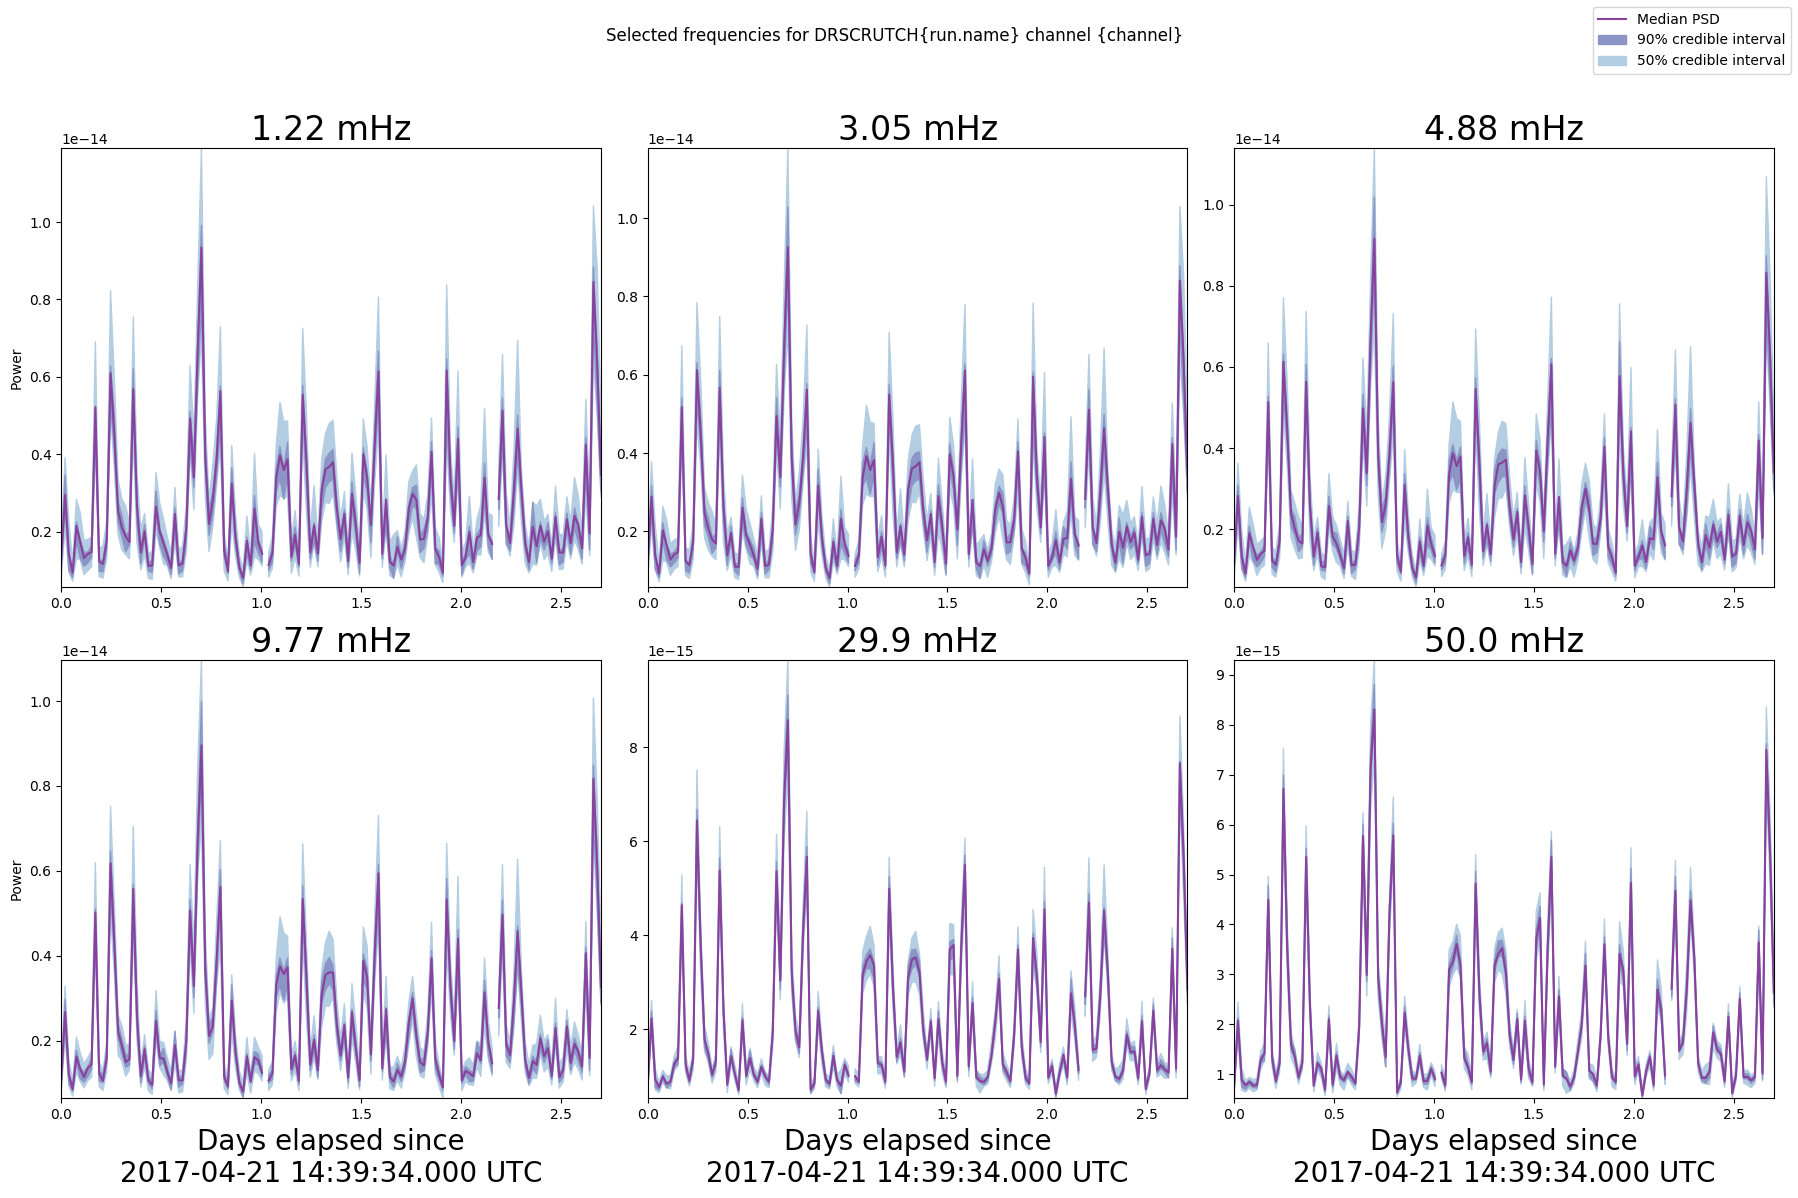 Selected frequencies for DRSCRUTCH{run.name} channel {channel}
Median PSD
90% credible interval
50% credible interval
1.22 mHz
3.05 mHz
4.88 mHz
1e−14
1e−14
1e−14
Power
1.0
0.8
0.6
0.4
0.2
0.0 0.5 1.0 1.5 2.0 2.5
1.0
0.8
0.6
0.4
0.2
0.0 0.5 1.0 1.5 2.0 2.5
1.0
0.8
0.6
0.4
0.2
0.0 0.5 1.0 1.5 2.0 2.5
9.77 mHz
29.9 mHz
50.0 mHz
1e−14
1e−15
1e−15
Power
1.0
0.8
0.6
0.4
0.2
0.0 0.5 1.0 1.5 2.0 2.5
8
6
4
2
0.0 0.5 1.0 1.5 2.0 2.5
9
8
7
6
5
4
3
2
1
0.0 0.5 1.0 1.5 2.0 2.5
Days elapsed since
2017-04-21 14:39:34.000 UTC
Days elapsed since
2017-04-21 14:39:34.000 UTC
Days elapsed since
2017-04-21 14:39:34.000 UTC